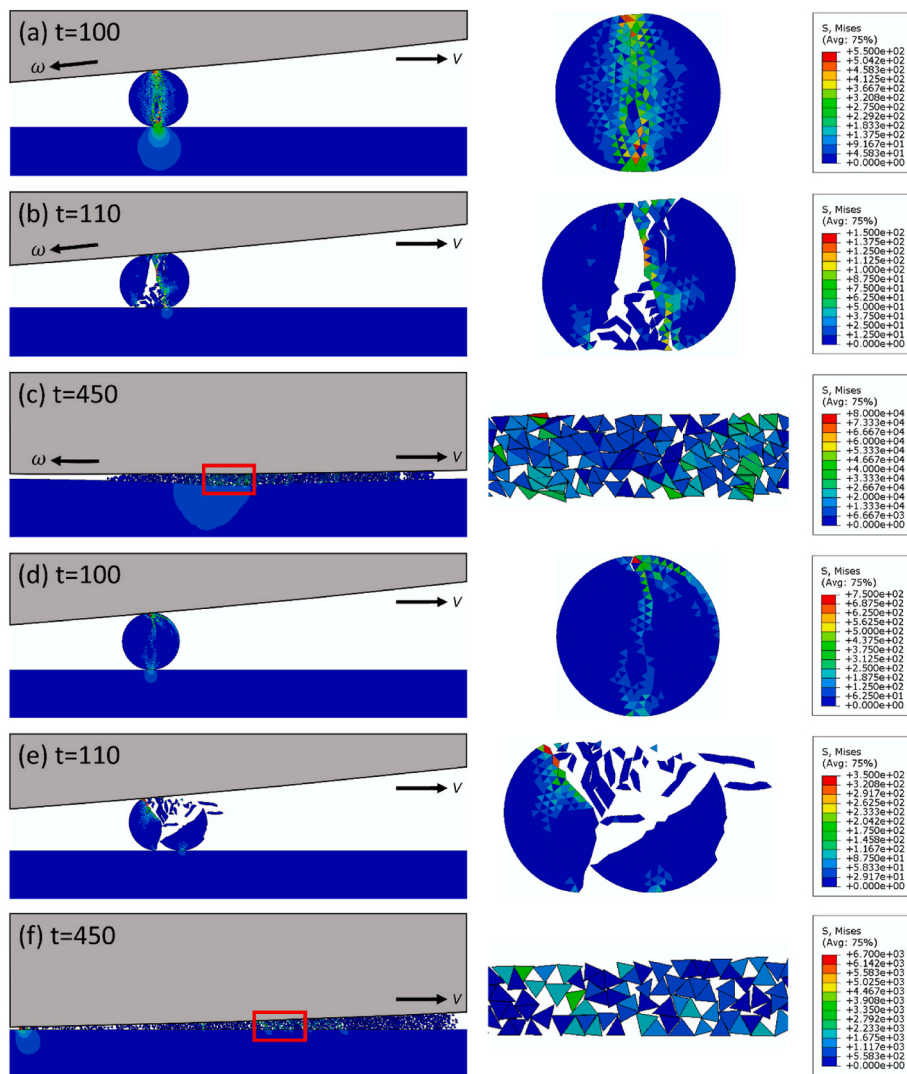 (a) t=100
ω
V
S, Mises
(Avg: 75%)
+5.500e+02
+5.042e+02
+4.583e+02
+4.125e+02
+3.667e+02
+3.208e+02
+2.750e+02
+2.292e+02
+1.833e+02
+1.375e+02
+9.167e+01
+4.583e+01
+0.000e+00
(b) t=110
ω
V
S, Mises
(Avg: 75%)
+1.500e+02
+1.375e+02
+1.250e+02
+1.125e+02
+1.000e+02
+8.750e+01
+7.500e+01
+6.250e+01
+5.000e+01
+3.750e+01
+2.500e+01
+1.250e+01
+0.000e+00
(c) t=450
ω
V
S, Mises
(Avg: 75%)
+8.000e+04
+7.333e+04
+6.667e+04
+6.000e+04
+5.333e+04
+4.667e+04
+4.000e+04
+3.333e+04
+2.667e+04
+2.000e+04
+1.333e+04
+6.667e+03
+0.000e+00
(d) t=100
V
S, Mises
(Avg: 75%)
+7.500e+02
+6.875e+02
+6.250e+02
+5.625e+02
+5.000e+02
+4.375e+02
+3.750e+02
+3.125e+02
+2.500e+02
+1.875e+02
+1.250e+02
+6.250e+01
+0.000e+00
(e) t=110
V
S, Mises
(Avg: 75%)
+3.500e+02
+3.208e+02
+2.917e+02
+2.625e+02
+2.333e+02
+2.042e+02
+1.750e+02
+1.458e+02
+1.167e+02
+8.750e+01
+5.833e+01
+2.917e+01
+0.000e+00
(f) t=450
V
S, Mises
(Avg: 75%)
+6.700e+03
+6.142e+03
+5.583e+03
+5.025e+03
+4.467e+03
+3.908e+03
+3.350e+03
+2.792e+03
+2.233e+03
+1.675e+03
+1.117e+03
+5.583e+02
+0.000e+00